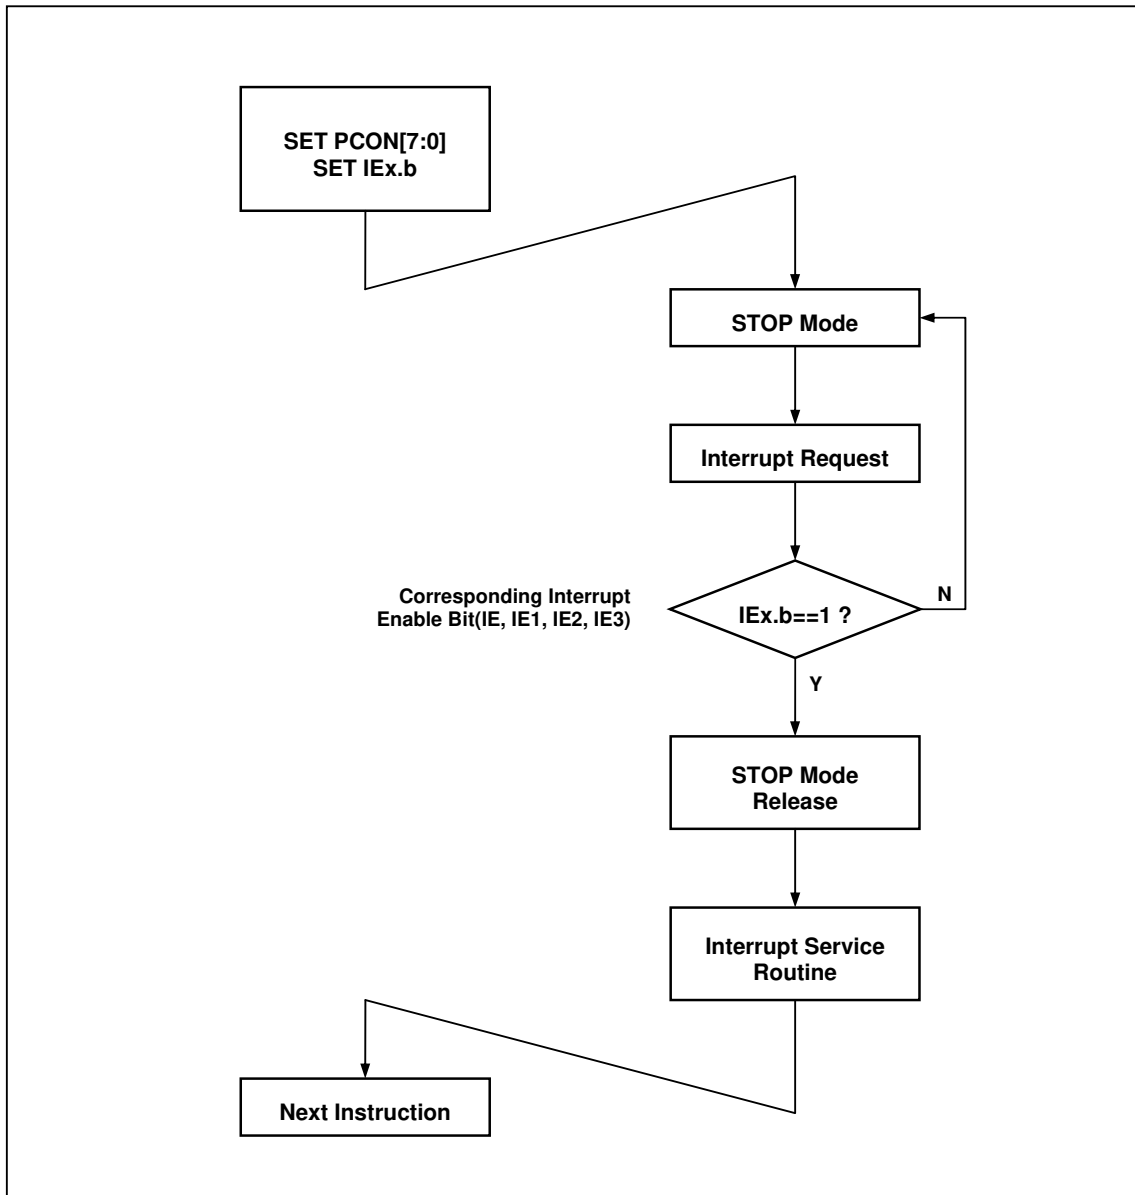 SET PCON[7:0]
SET IEx.b
STOP Mode
Interrupt Request
Corresponding Interrupt
Enable Bit(IE, IE1, IE2, IE3)
IEx.b==1 ?
N
Y
STOP Mode
Release
Interrupt Service
Routine
Next Instruction